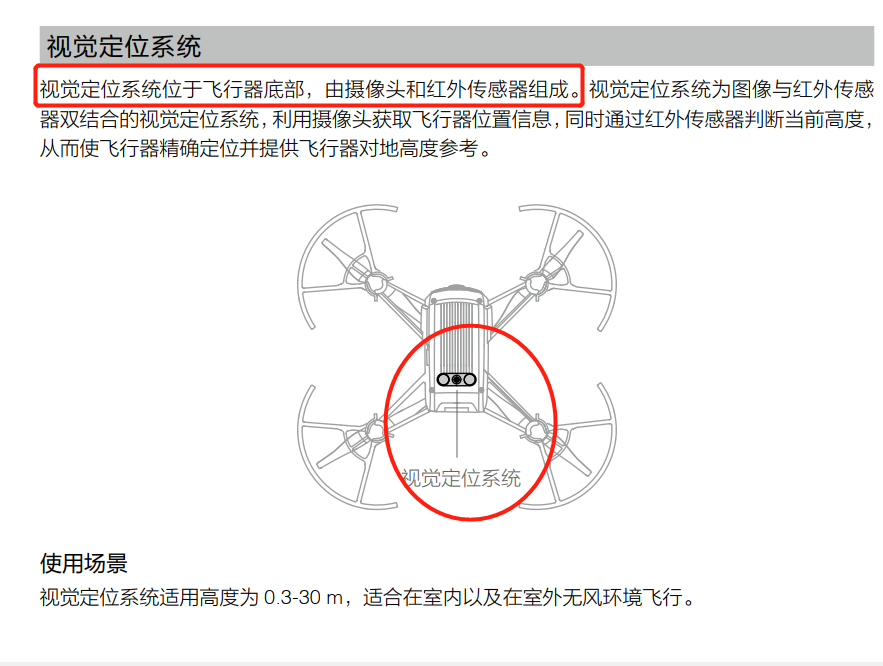 视觉定位系统
视觉定位系统位于飞行器底部，由摄像头和红外传感器组成。视觉定位系统为图像与红外传感
器双结合的视觉定位系统，利用摄像头获取飞行器位置信息，同时通过红外传感器判断当前高度，
从而使飞行器精确定位并提供飞行器对地高度参考。
视觉定位系统
使用场景
视觉定位系统适用高度为 0.3-30 m，适合在室内以及在室外无风环境飞行。